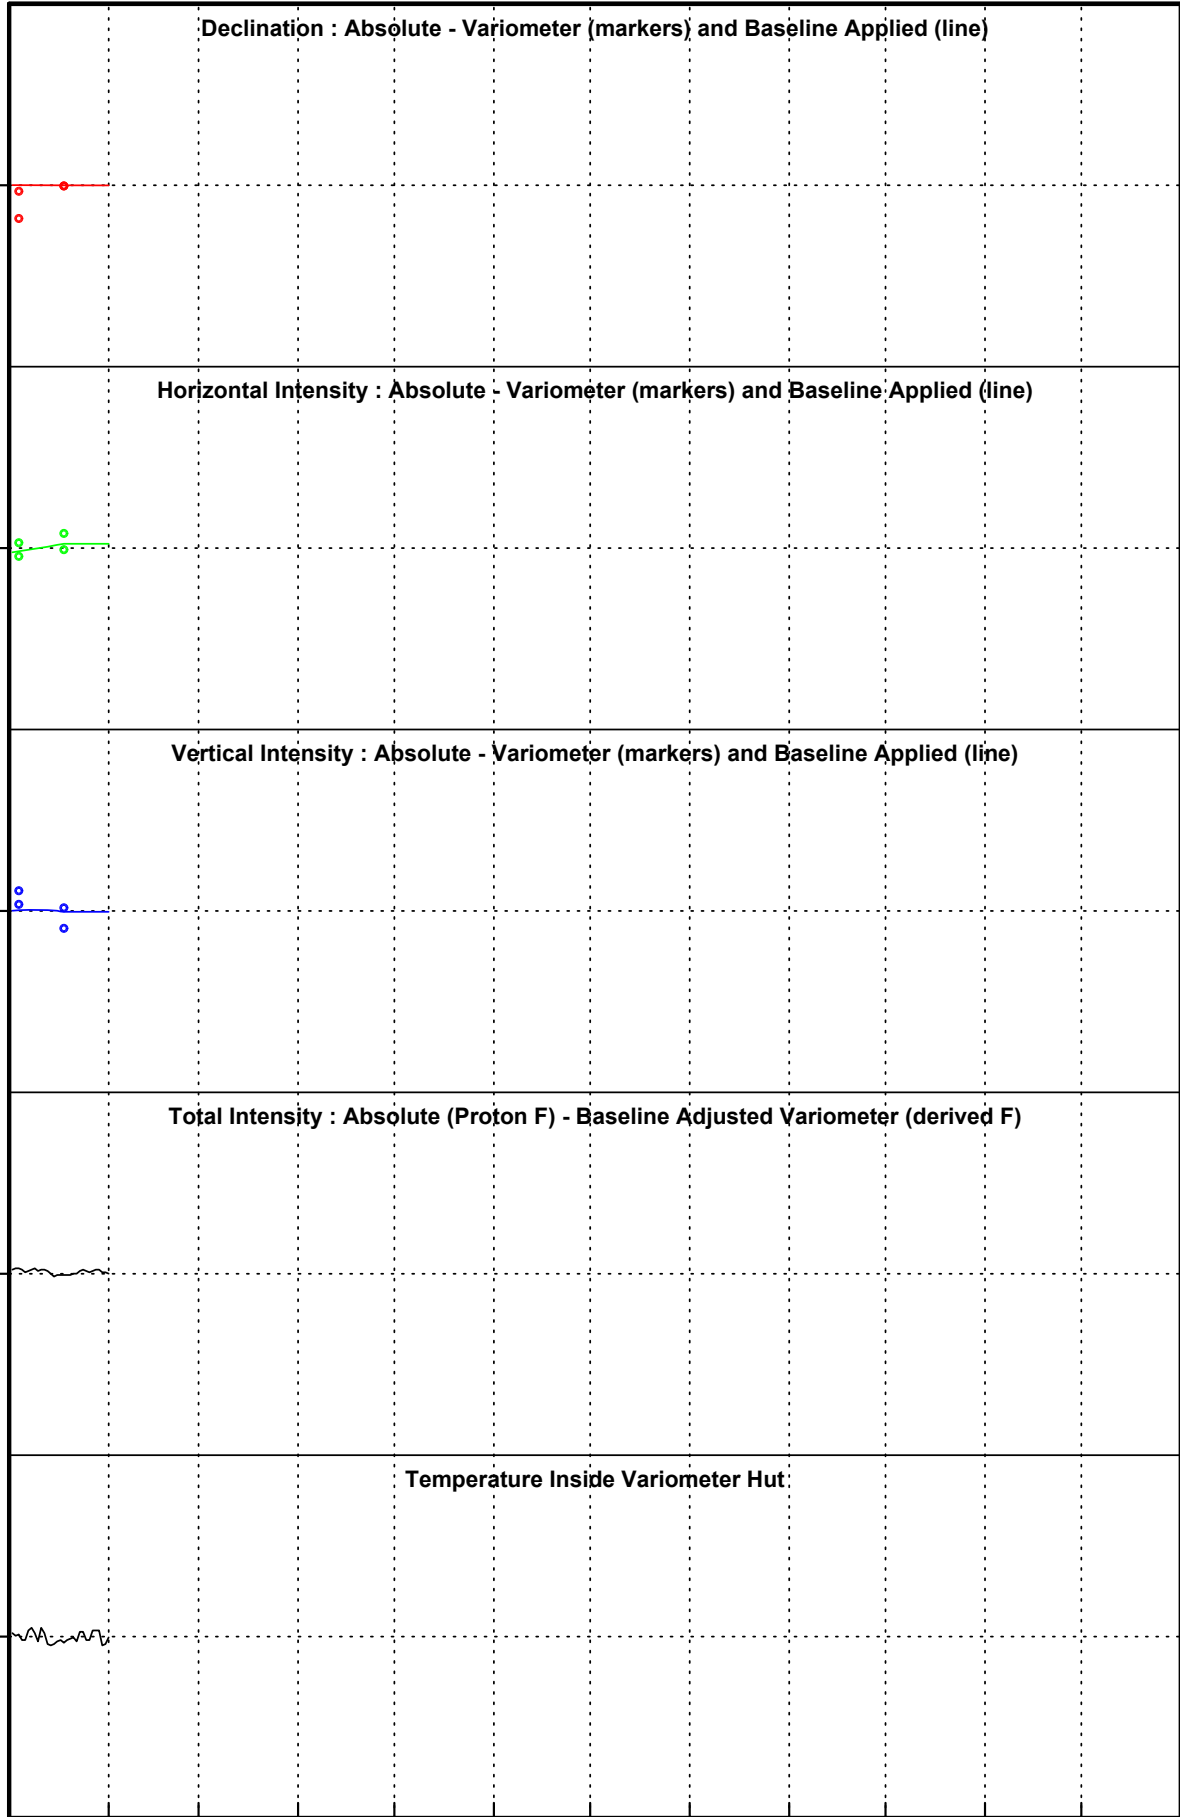 Declination : Absolute - Variometer (markers) and Baseline Applied (line)
Horizontal Intensity : Absolute - Variometer (markers) and Baseline Applied (line)
Vertical Intensity : Absolute - Variometer (markers) and Baseline Applied (line)
Total Intensity : Absolute (Proton F) - Baseline Adjusted Variometer (derived F)
Temperature Inside Variometer Hut